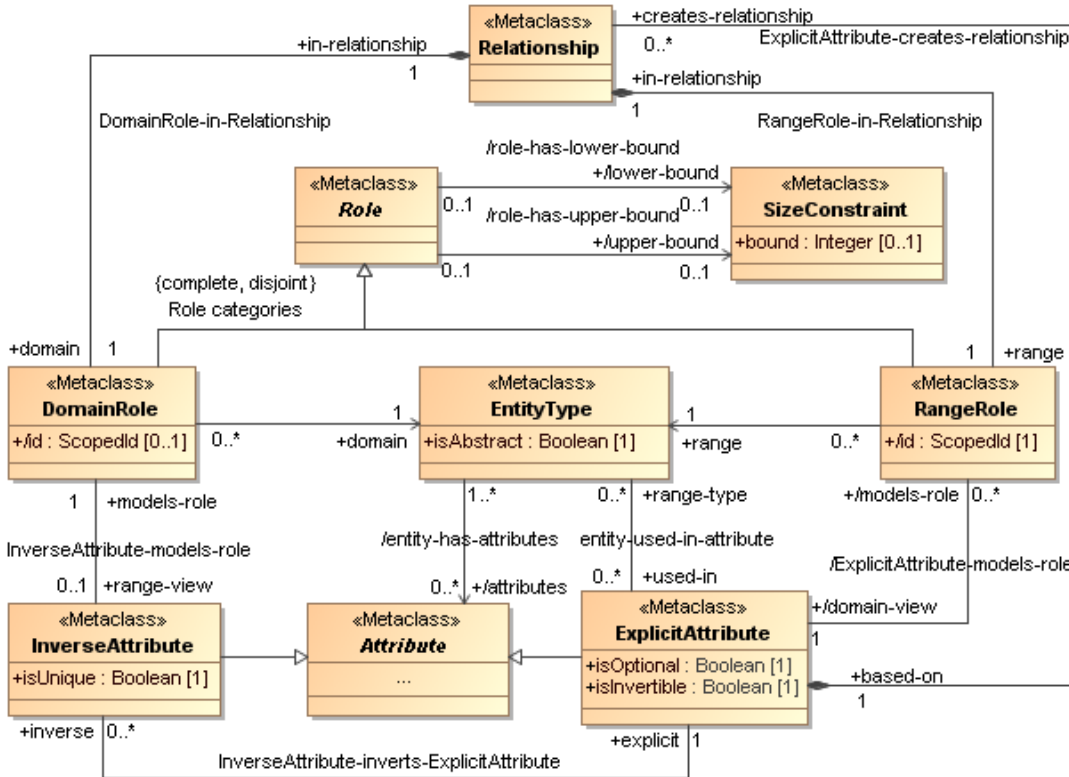 «Metaclass»
Relationship
+creates-relationship
0..*
ExplicitAttribute-creates-relationship
+in-relationship
1
+in-relationship
1
DomainRole-in-Relationship
RangeRole-in-Relationship
/role-has-lower-bound
+/lower-bound
0..1
0..1
/role-has-upper-bound
+/upper-bound
0..1
0..1
«Metaclass»
Role
«Metaclass»
SizeConstraint
+bound : Integer [0..1]
{complete, disjoint}
Role categories
+domain
1
1
+range
«Metaclass»
DomainRole
+/id : ScopedId [0..1]
0..*
1
+domain
«Metaclass»
EntityType
+isAbstract : Boolean [1]
1
+range
0..*
«Metaclass»
RangeRole
+/id : ScopedId [1]
1
+models-role
1..*
0..*
+range-type
+/models-role
0..*
InverseAttribute-models-role
/entity-has-attributes
entity-used-in-attribute
/ExplicitAttribute-models-role
0..1
+range-view
0..*
+/attributes
0..*
+used-in
+/domain-view
1
«Metaclass»
InverseAttribute
+isUnique : Boolean [1]
«Metaclass»
Attribute
...
«Metaclass»
ExplicitAttribute
+isOptional : Boolean [1]
+isInvertible : Boolean [1]
+based-on
1
+inverse
0..*
+explicit
1
InverseAttribute-inverts-ExplicitAttribute